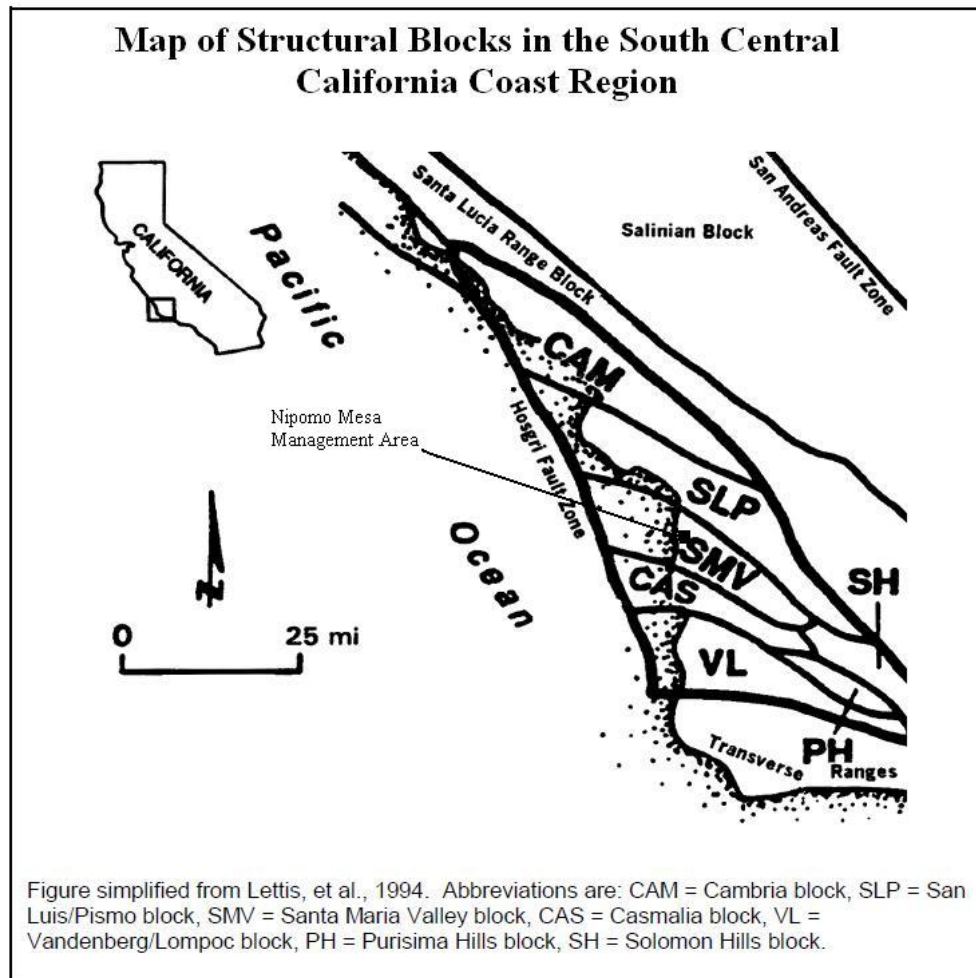 Map of Structural Blocks in the South Central
California Coast Region
CALIFORNIA
Pacific
Ocean
Santa Lucia Range Block
Salinian Block
San Andreas Fault Zone
CAM
Nipomo Mesa
Management Area
Hosgri Fault Zone
SLP
SMV
SH
CAS
VL
PH
Transverse Ranges
N
0 25 mi
Figure simplified from Lettis, et al., 1994. Abbreviations are: CAM = Cambria block, SLP = San
Luis/Pismo block, SMV = Santa Maria Valley block, CAS = Casmalia block, VL =
Vandenberg/Lompoc block, PH = Purisima Hills block, SH = Solomon Hills block.